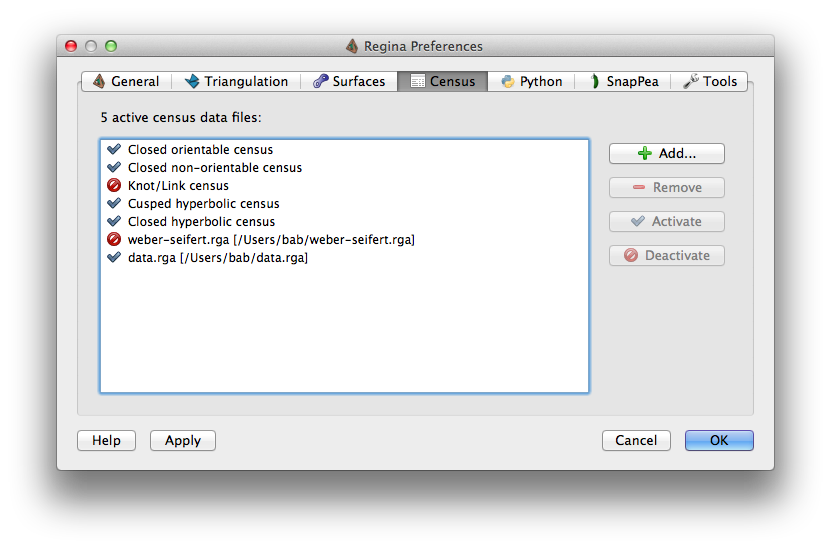 Regina Preferences
General Triangulation Surfaces Census Python SnapPea Tools
5 active census data files:
Closed orientable census
Closed non-orientable census
Knot/Link census
Cusped hyperbolic census
Closed hyperbolic census
weber-seifert.rga [/Users/bab/weber-seifert.rga]
data.rga [/Users/bab/data.rga]
Add...
Remove
Activate
Deactivate
Help Apply Cancel OK